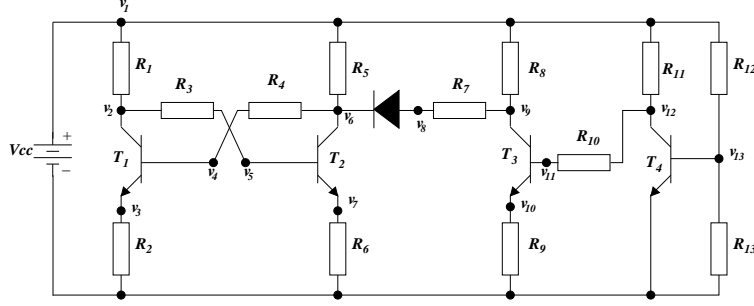 v1
R1
R3
R4
R5
R7
R8
R11
R12
v2
v6
v8
v9
v12
R10
Vcc
+
−
T1
v4
v5
T2
T3
v11
T4
v13
v3
v7
v10
R2
R6
R9
R13